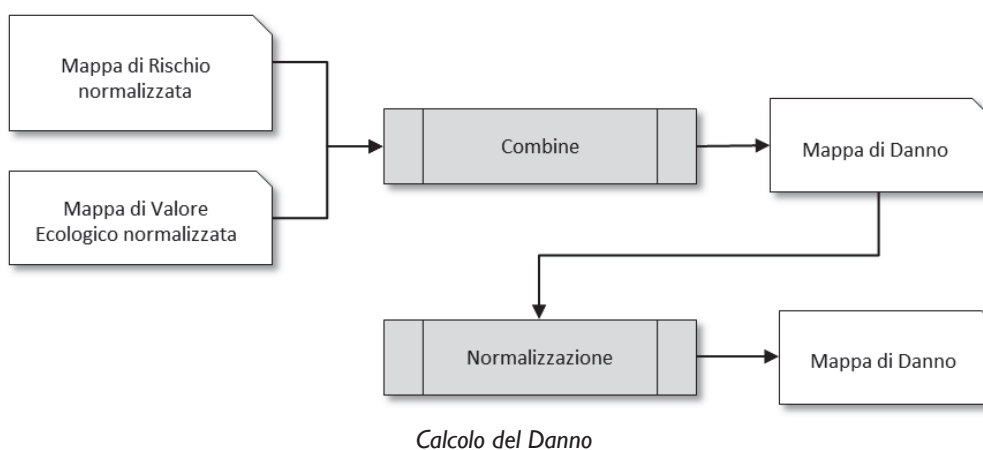 Mappa di Rischio
normalizzata
Combine
Mappa di Danno
Mappa di Valore
Ecologico normalizzata
Normalizzazione
Mappa di Danno
Calcolo del Danno